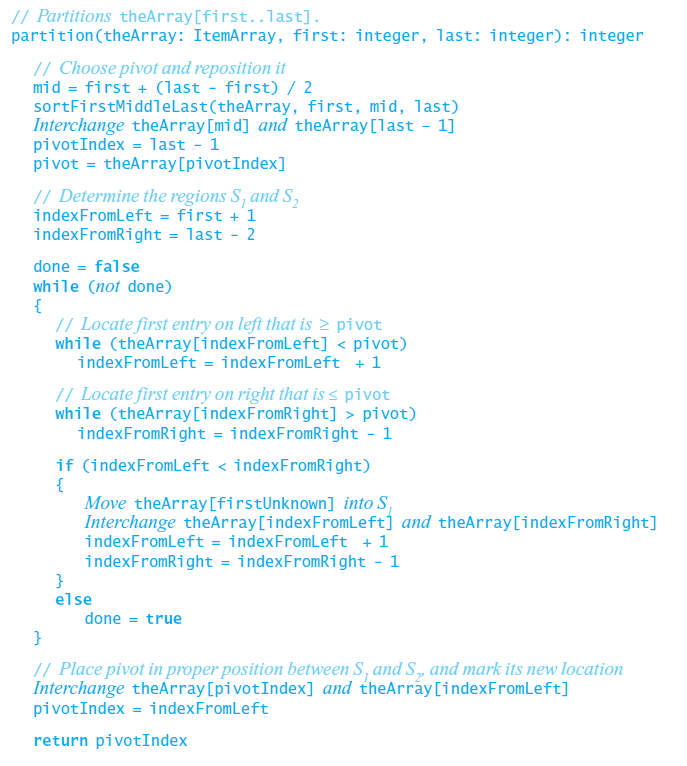 // Partitions theArray[first..last].
partition(theArray: ItemArray, first: integer, last: integer): integer
// Choose pivot and reposition it
mid = first + (last - first) / 2
sortFirstMiddleLast(theArray, first, mid, last)
Interchange theArray[mid] and theArray[last - 1]
pivotIndex = last - 1
pivot = theArray[pivotIndex]
// Determine the regions S1 and S2
indexFromLeft = first + 1
indexFromRight = last - 2
done = false
while (not done)
{
// Locate first entry on left that is ≥ pivot
while (theArray[indexFromLeft] < pivot)
indexFromLeft = indexFromLeft + 1
// Locate first entry on right that is ≤ pivot
while (theArray[indexFromRight] > pivot)
indexFromRight = indexFromRight - 1
if (indexFromLeft < indexFromRight)
{
Move theArray[firstUnknown] into S1
Interchange theArray[indexFromLeft] and theArray[indexFromRight]
indexFromLeft = indexFromLeft + 1
indexFromRight = indexFromRight - 1
}
else
done = true
}
// Place pivot in proper position between S1 and S2, and mark its new location
Interchange theArray[pivotIndex] and theArray[indexFromLeft]
pivotIndex = indexFromLeft
return pivotIndex